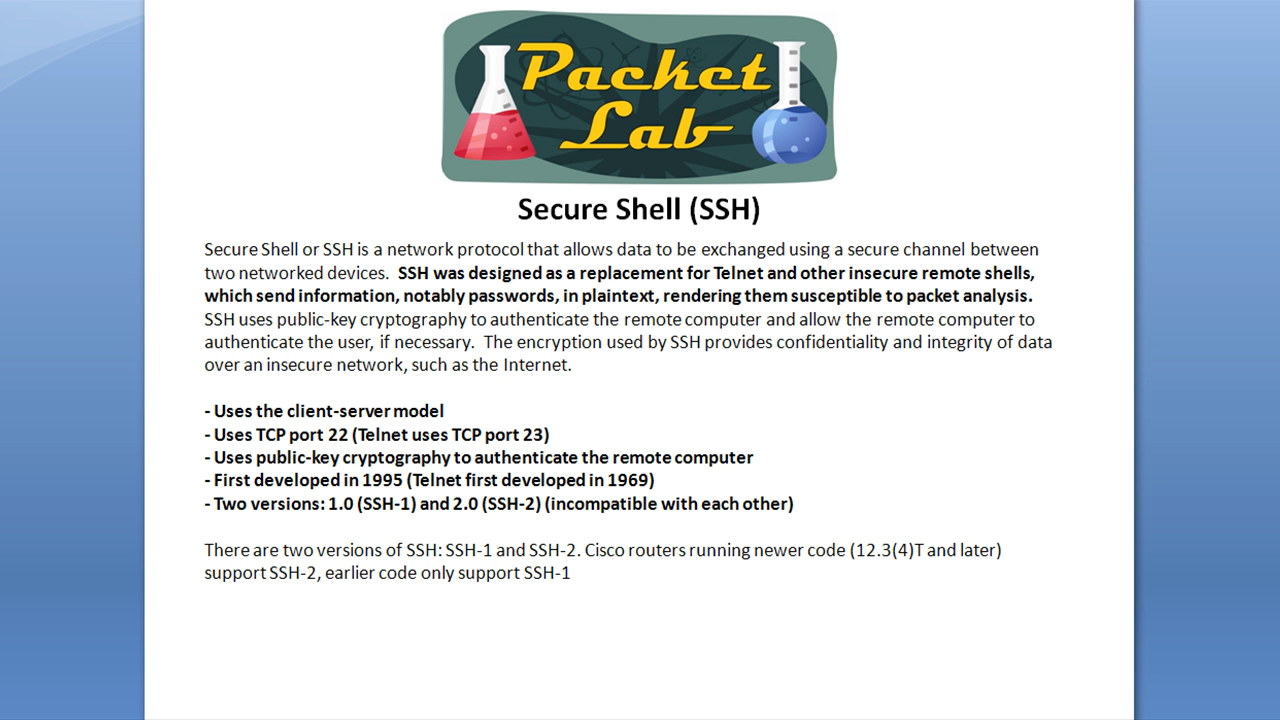 Packet
Lab
Secure Shell (SSH)
Secure Shell or SSH is a network protocol that allows data to be exchanged using a secure channel between
two networked devices.  SSH was designed as a replacement for Telnet and other insecure remote shells,
which send information, notably passwords, in plaintext, rendering them susceptible to packet analysis.
SSH uses public-key cryptography to authenticate the remote computer and allow the remote computer to
authenticate the user, if necessary.  The encryption used by SSH provides confidentiality and integrity of data
over an insecure network, such as the Internet.
- Uses the client-server model
- Uses TCP port 22 (Telnet uses TCP port 23)
- Uses public-key cryptography to authenticate the remote computer
- First developed in 1995 (Telnet first developed in 1969)
- Two versions: 1.0 (SSH-1) and 2.0 (SSH-2) (incompatible with each other)
There are two versions of SSH: SSH-1 and SSH-2. Cisco routers running newer code (12.3(4)T and later)
support SSH-2, earlier code only support SSH-1